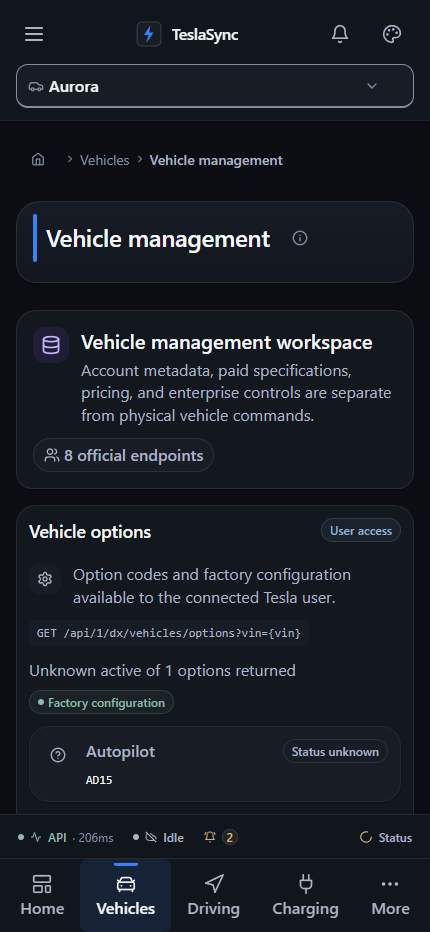 TeslaSync
Aurora
Vehicles
Vehicle management
Vehicle management
Vehicle management workspace
Account metadata, paid specifications,
pricing, and enterprise controls are separate
from physical vehicle commands.
8 official endpoints
Vehicle options
User access
Option codes and factory configuration
available to the connected Tesla user.
GET /api/1/dx/vehicles/options?vin={vin}
Unknown active of 1 options returned
Factory configuration
Autopilot
Status unknown
AD15
API · 206ms
Idle
2
Status
Home
Vehicles
Driving
Charging
More